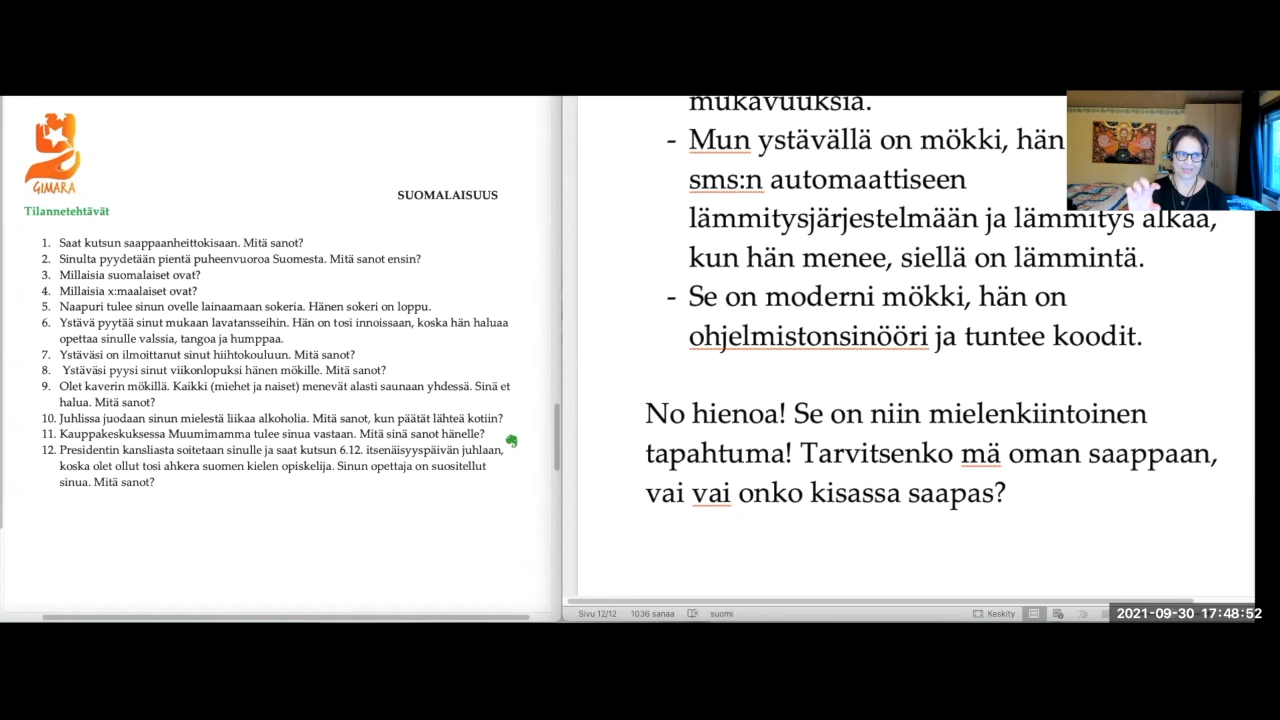 GIMARA
SUOMALAISUUS
Tilannetehtävät
1. Saat kutsun saappaanheittokisaan. Mitä sanot?
2. Sinulta pyydetään pientä puheenvuoroa Suomesta. Mitä sanot ensin?
3. Millaisia suomalaiset ovat?
4. Millaisia x:maalaiset ovat?
5. Naapuri tulee sinun ovelle lainaamaan sokeria. Hänen sokeri on loppu.
6. Ystävä pyytää sinut mukaan lavatansseihin. Hän on tosi innoissaan, koska hän haluaa
opettaa sinulle valssia, tangoa ja humppaa.
7. Ystäväsi on ilmoittanut sinut hiihtokouluun. Mitä sanot?
8. Ystäväsi pyysi sinut viikonlopuksi hänen mökille. Mitä sanot?
9. Olet kaverin mökillä. Kaikki (miehet ja naiset) menevät alasti saunaan yhdessä. Sinä et
halua. Mitä sanot?
10. Juhlissa juodaan sinun mielestä liikaa alkoholia. Mitä sanot, kun päätät lähteä kotiin?
11. Kauppakeskuksessa Muumimamma tulee sinua vastaan. Mitä sinä sanot hänelle?
12. Presidentin kansliasta soitetaan sinulle ja saat kutsun 6.12. itsenäisyyspäivän juhlaan,
koska olet ollut tosi ahkera suomen kielen opiskelija. Sinun opettaja on suositellut
sinua. Mitä sanot?
mukavuuksia.
- Mun ystävällä on mökki, hän
sms:n automaattiseen
lämmitysjärjestelmään ja lämmitys alkaa,
kun hän menee, siellä on lämmintä.
- Se on moderni mökki, hän on
ohjelmistonsinööri ja tuntee koodit.
No hienoa! Se on niin mielenkiintoinen
tapahtuma! Tarvitsenko mä oman saappaan,
vai vai onko kisassa saapas?
Sivu 12/12 1036 sanaa suomi Keskity
2021-09-30 17:48:52